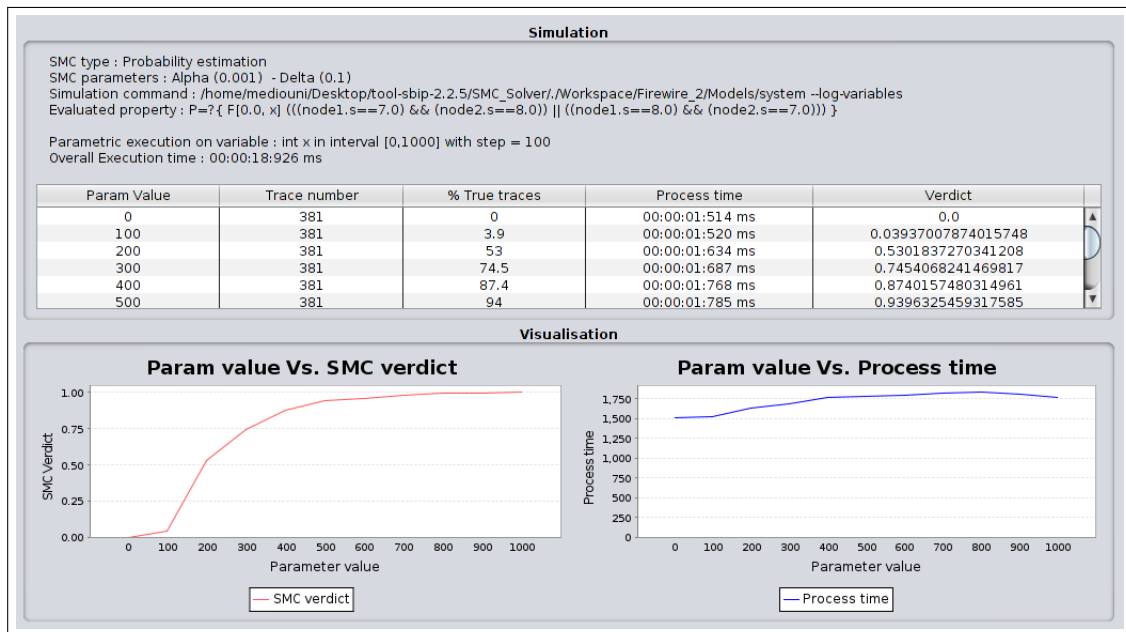 Simulation
SMC type : Probability estimation
SMC parameters : Alpha (0.001)  - Delta (0.1)
Simulation command : /home/mediouni/Desktop/tool-sbip-2.2.5/SMC_Solver/./Workspace/Firewire_2/Models/system --log-variables
Evaluated property : P=?{ F[0.0, x] (((node1.s==7.0) && (node2.s==8.0)) || ((node1.s==8.0) && (node2.s==7.0))) }
Parametric execution on variable : int x in interval [0,1000] with step = 100
Overall Execution time : 00:00:18:926 ms
Param Value Trace number % True traces Process time Verdict
0 381 0 00:00:01:514 ms 0.0
100 381 3.9 00:00:01:520 ms 0.03937007874015748
200 381 53 00:00:01:634 ms 0.5301837270341208
300 381 74.5 00:00:01:687 ms 0.7454068241469817
400 381 87.4 00:00:01:768 ms 0.8740157480314961
500 381 94 00:00:01:785 ms 0.9396325459317585
Visualisation
Param value Vs. SMC verdict
1.00
0.75
0.50
0.25
0.00
SMC Verdict
0 100 200 300 400 500 600 700 800 900 1000
Parameter value
SMC verdict
Param value Vs. Process time
1,750
1,500
1,250
1,000
750
500
250
0
Process time
0 100 200 300 400 500 600 700 800 900 1000
Parameter value
Process time